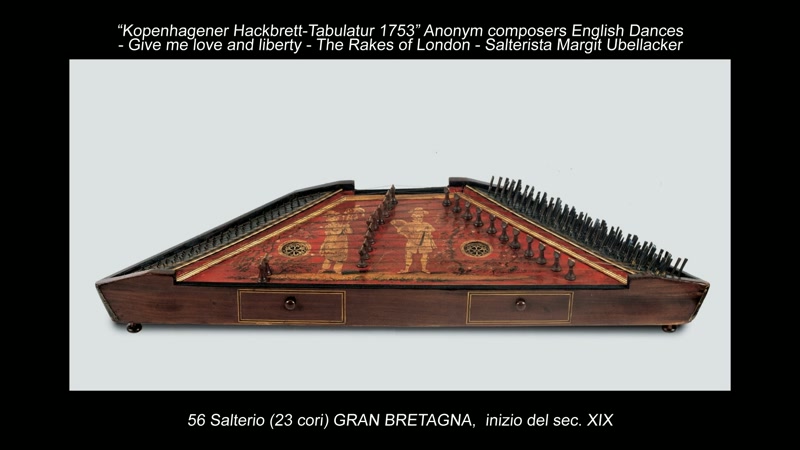 “Kopenhagener Hackbrett-Tabulatur 1753” Anonym composers English Dances
- Give me love and liberty - The Rakes of London - Salterista Margit Ubellacker
56 Salterio (23 cori) GRAN BRETAGNA, inizio del sec. XIX